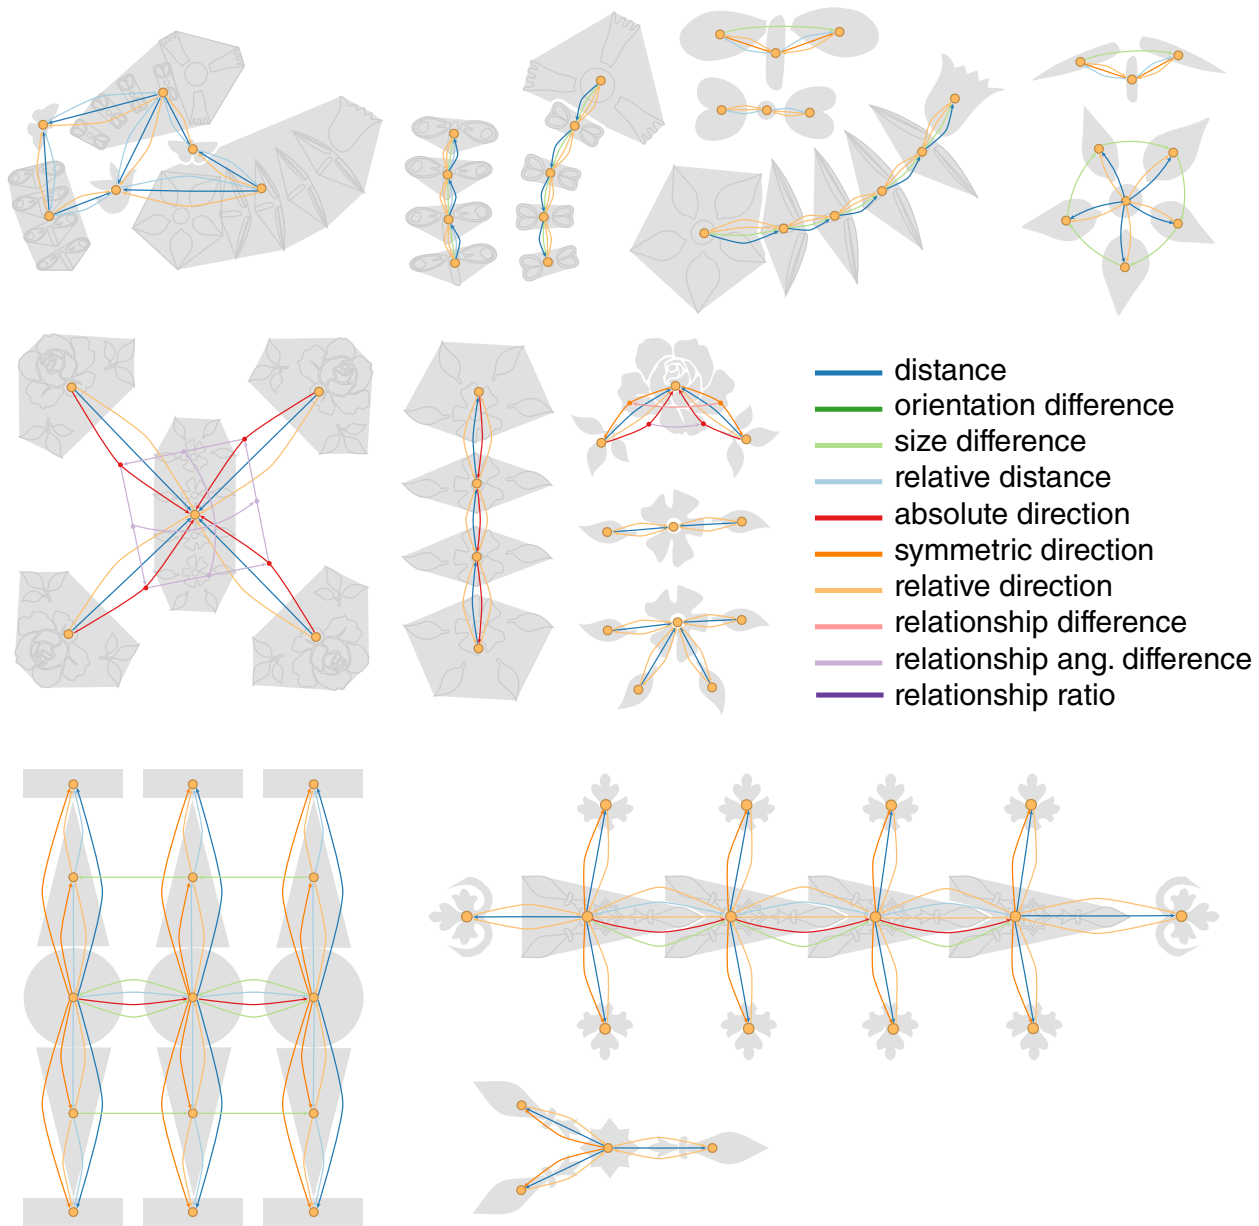 distance
orientation difference
size difference
relative distance
absolute direction
symmetric direction
relative direction
relationship difference
relationship ang. difference
relationship ratio